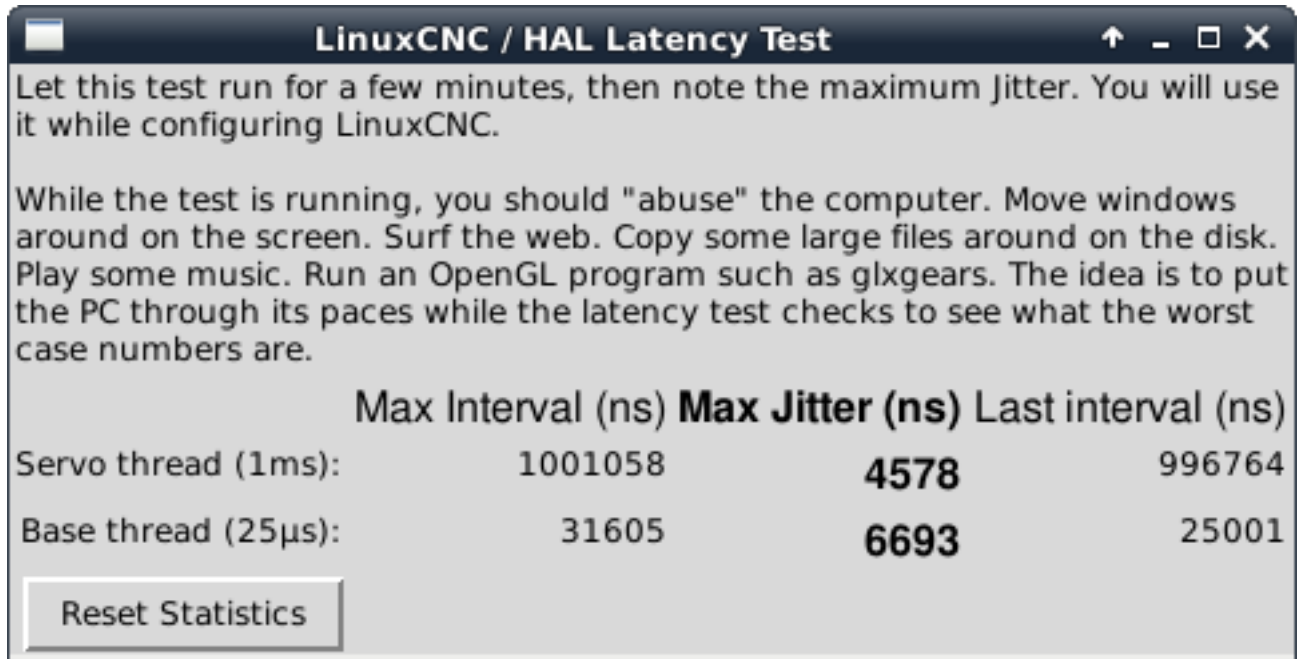 LinuxCNC / HAL Latency Test
Let this test run for a few minutes, then note the maximum Jitter. You will use
it while configuring LinuxCNC.
While the test is running, you should "abuse" the computer. Move windows
around on the screen. Surf the web. Copy some large files around on the disk.
Play some music. Run an OpenGL program such as glxgears. The idea is to put
the PC through its paces while the latency test checks to see what the worst
case numbers are.
Max Interval (ns) Max Jitter (ns) Last interval (ns)
Servo thread (1ms): 1001058 4578 996764
Base thread (25µs): 31605 6693 25001
Reset Statistics